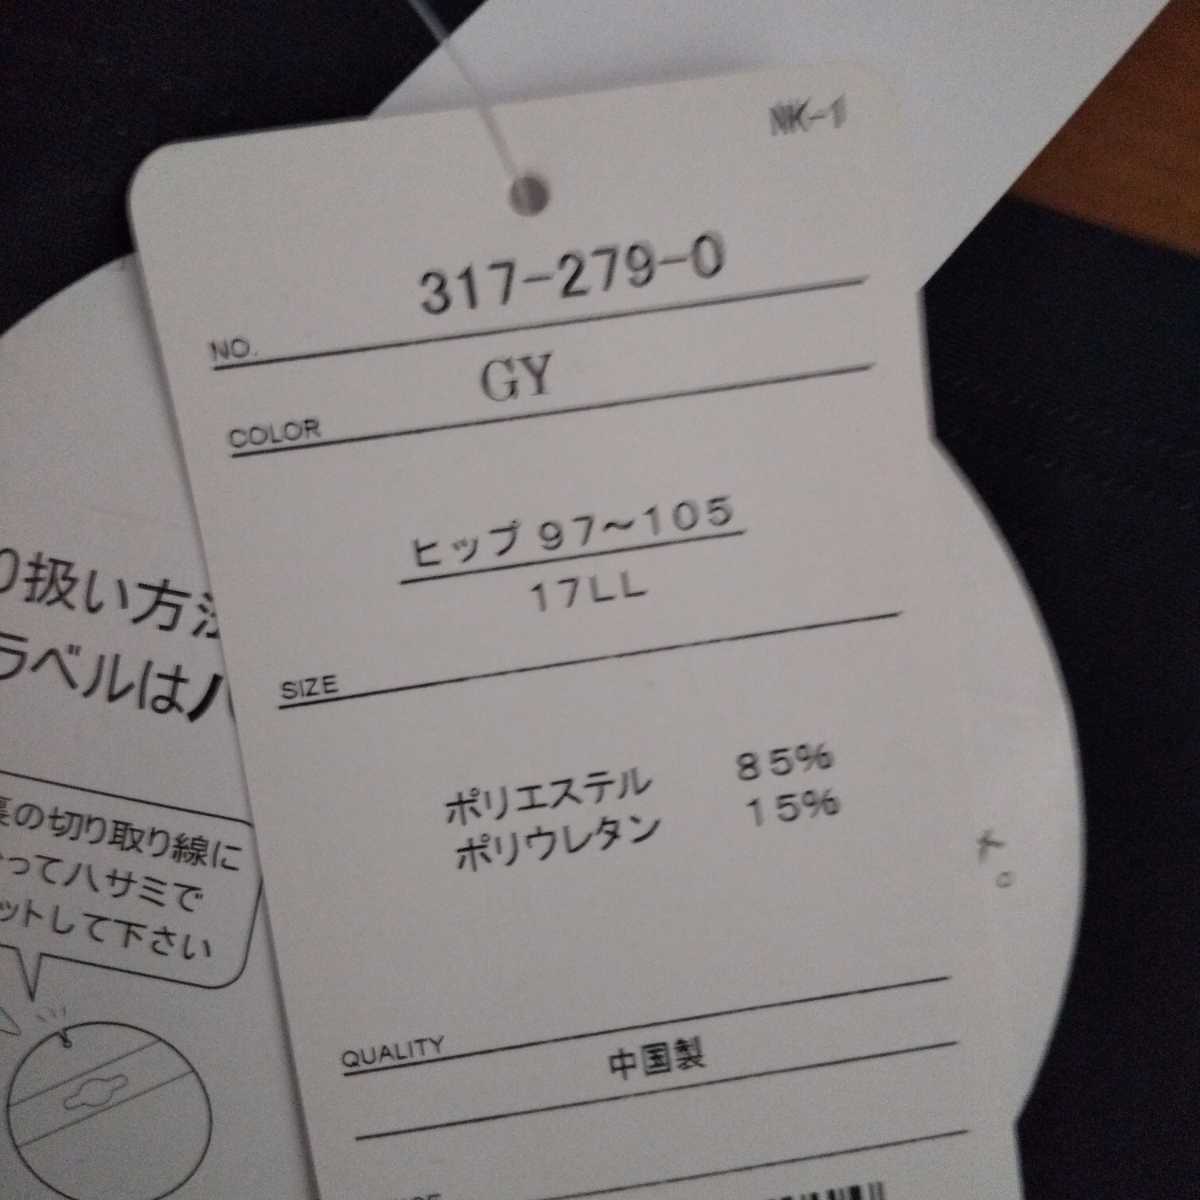 NK-1
317-279-0
NO.
GY
COLOR
ヒップ 97～105
17LL
SIZE
ポリエステル 85%
ポリウレタン 15%
QUALITY
中国製
り扱い方法
ラベルは
裏の切り取り線に
ってハサミで
ットして下さい